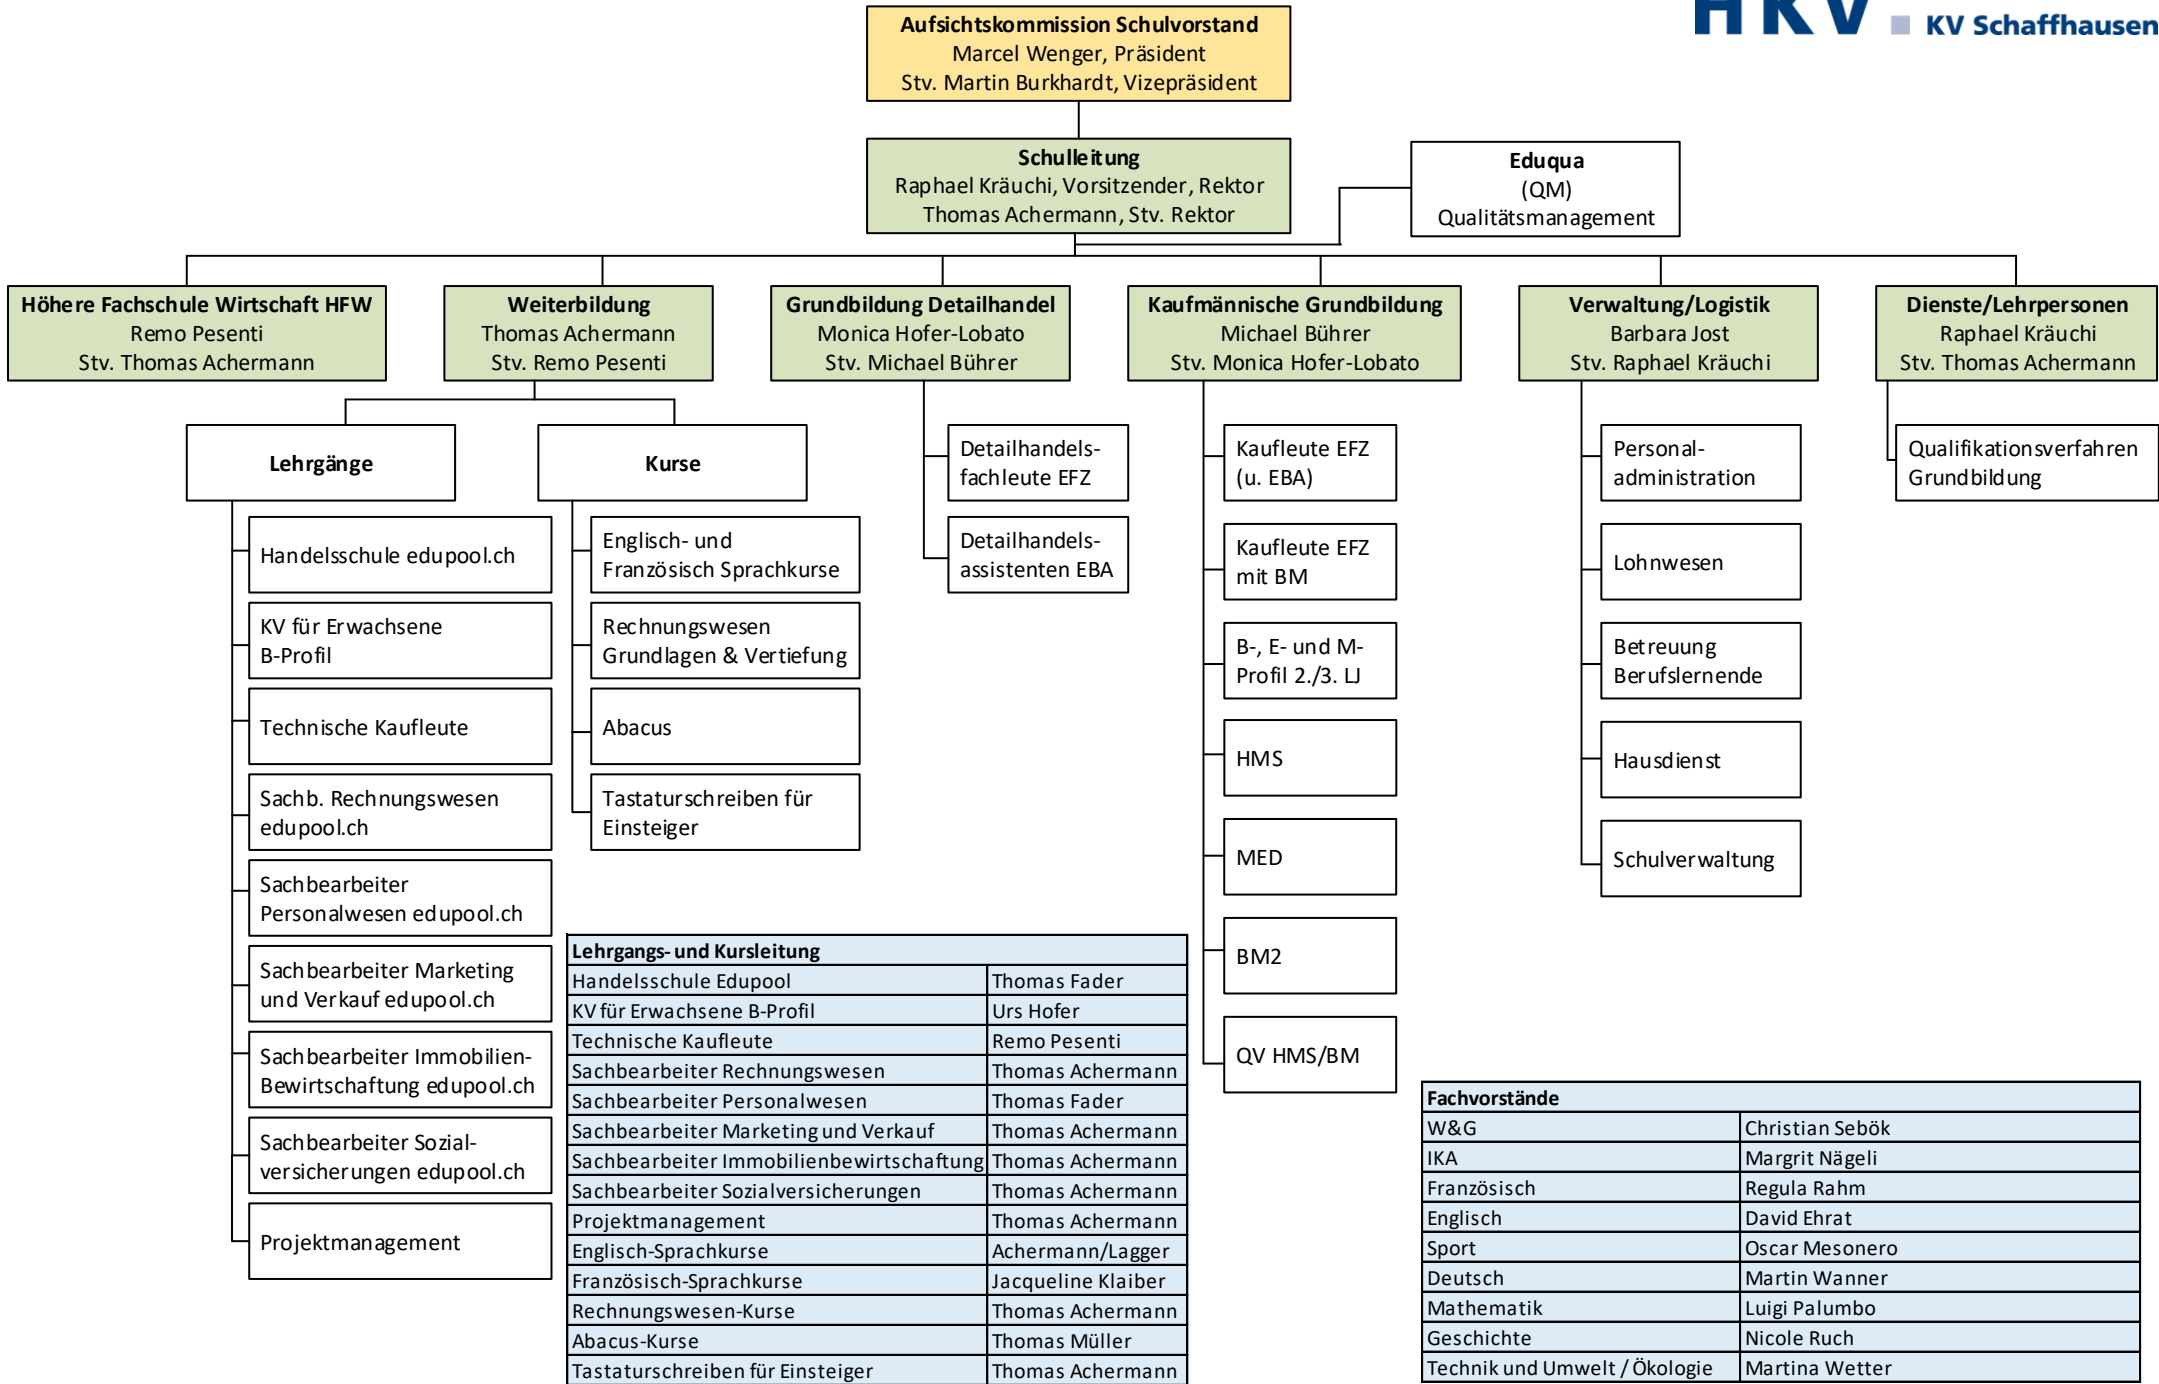 HKV KV Schaffhausen
Aufsichtskommission Schulvorstand
Marcel Wenger, Präsident
Stv. Martin Burkhardt, Vizepräsident
Schulleitung
Raphael Kräuchi, Vorsitzender, Rektor
Thomas Achermann, Stv. Rektor
Eduqua
(QM)
Qualitätsmanagement
Höhere Fachschule Wirtschaft HFW
Remo Pesenti
Stv. Thomas Achermann
Weiterbildung
Thomas Achermann
Stv. Remo Pesenti
Grundbildung Detailhandel
Monica Hofer-Lobato
Stv. Michael Bührer
Kaufmännische Grundbildung
Michael Bührer
Stv. Monica Hofer-Lobato
Verwaltung/Logistik
Barbara Jost
Stv. Raphael Kräuchi
Dienste/Lehrpersonen
Raphael Kräuchi
Stv. Thomas Achermann
Lehrgänge
Handelsschule edupool.ch
KV für Erwachsene
B-Profil
Technische Kaufleute
Sachb. Rechnungswesen
edupool.ch
Sachbearbeiter
Personalwesen edupool.ch
Sachbearbeiter Marketing
und Verkauf edupool.ch
Sachbearbeiter Immobilien-
Bewirtschaftung edupool.ch
Sachbearbeiter Sozial-
versicherungen edupool.ch
Projektmanagement
Kurse
Englisch- und
Französisch Sprachkurse
Rechnungswesen
Grundlagen & Vertiefung
Abacus
Tastaturschreiben für
Einsteiger
Detailhandels-
fachleute EFZ
Detailhandels-
assistenten EBA
Kaufleute EFZ
(u. EBA)
Kaufleute EFZ
mit BM
B-, E- und M-
Profil 2./3. LJ
HMS
MED
BM2
QV HMS/BM
Personal-
administration
Lohnwesen
Betreuung
Berufslernende
Hausdienst
Schulverwaltung
Qualifikationsverfahren
Grundbildung
Lehrgangs- und Kursleitung
Handelsschule Edupool Thomas Fader
KV für Erwachsene B-Profil Urs Hofer
Technische Kaufleute Remo Pesenti
Sachbearbeiter Rechnungswesen Thomas Achermann
Sachbearbeiter Personalwesen Thomas Fader
Sachbearbeiter Marketing und Verkauf Thomas Achermann
Sachbearbeiter Immobilienbewirtschaftung Thomas Achermann
Sachbearbeiter Sozialversicherungen Thomas Achermann
Projektmanagement Thomas Achermann
Englisch-Sprachkurse Achermann/Lagger
Französisch-Sprachkurse Jacqueline Klaiber
Rechnungswesen-Kurse Thomas Achermann
Abacus-Kurse Thomas Müller
Tastaturschreiben für Einsteiger Thomas Achermann
Fachvorstände
W&G Christian Sebök
IKA Margrit Nägeli
Französisch Regula Rahm
Englisch David Ehrat
Sport Oscar Mesonero
Deutsch Martin Wanner
Mathematik Luigi Palumbo
Geschichte Nicole Ruch
Technik und Umwelt / Ökologie Martina Wetter